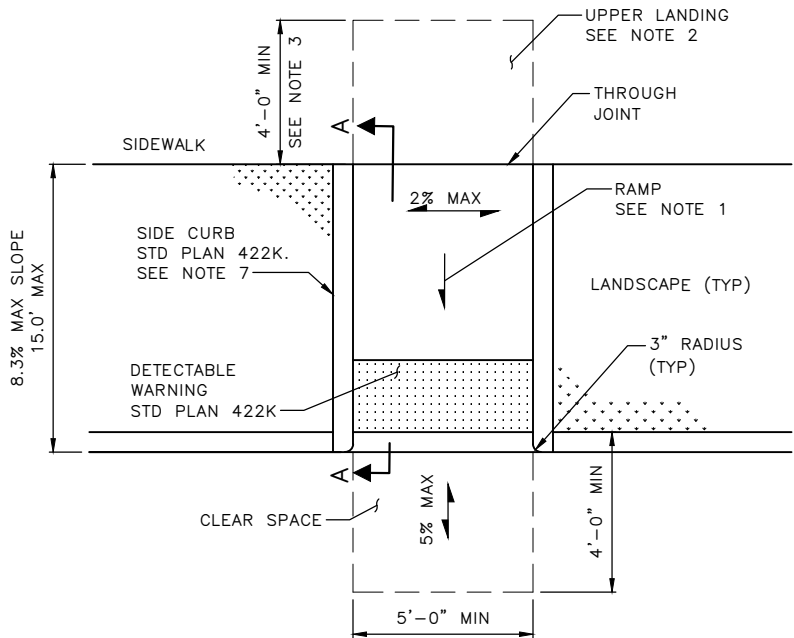 UPPER LANDING
SEE NOTE 2
4'-0" MIN
SEE NOTE 3
THROUGH
JOINT
A
SIDEWALK
2% MAX
RAMP
SEE NOTE 1
SIDE CURB
STD PLAN 422K.
SEE NOTE 7
LANDSCAPE (TYP)
8.3% MAX SLOPE
15.0' MAX
3" RADIUS
(TYP)
DETECTABLE
WARNING
STD PLAN 422K
A
CLEAR SPACE
5% MAX
4'-0" MIN
5'-0" MIN